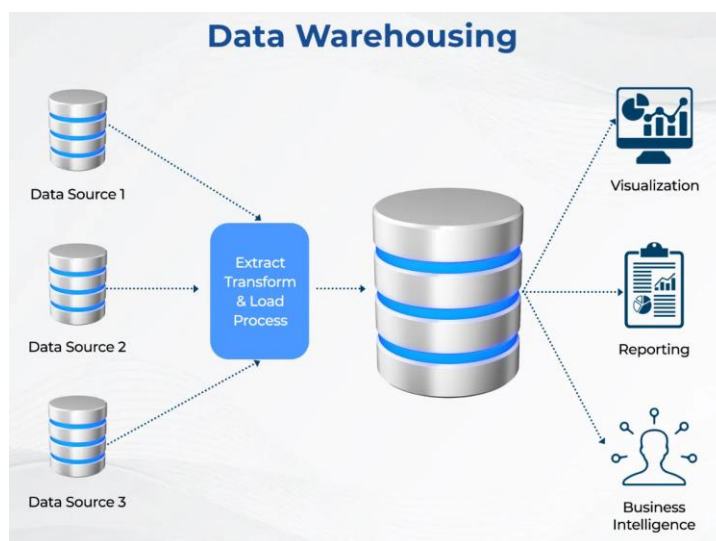 Data Warehousing
Data Source 1
Data Source 2
Data Source 3
Extract
Transform
& Load
Process
Visualization
Reporting
Business
Intelligence